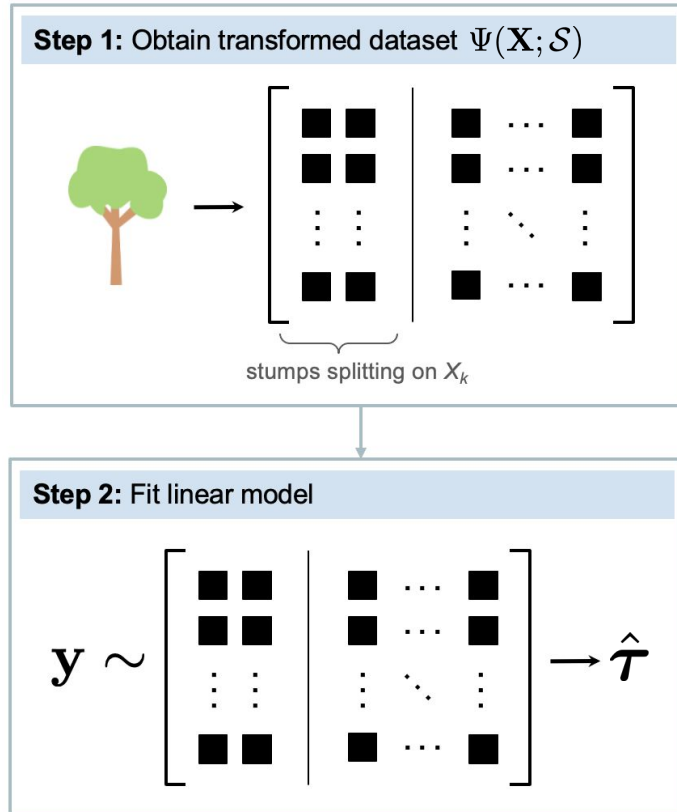 Step 1: Obtain transformed dataset Ψ(𝐗; 𝒮)
stumps splitting on X_k
Step 2: Fit linear model
𝐲 ~
𝛕̂